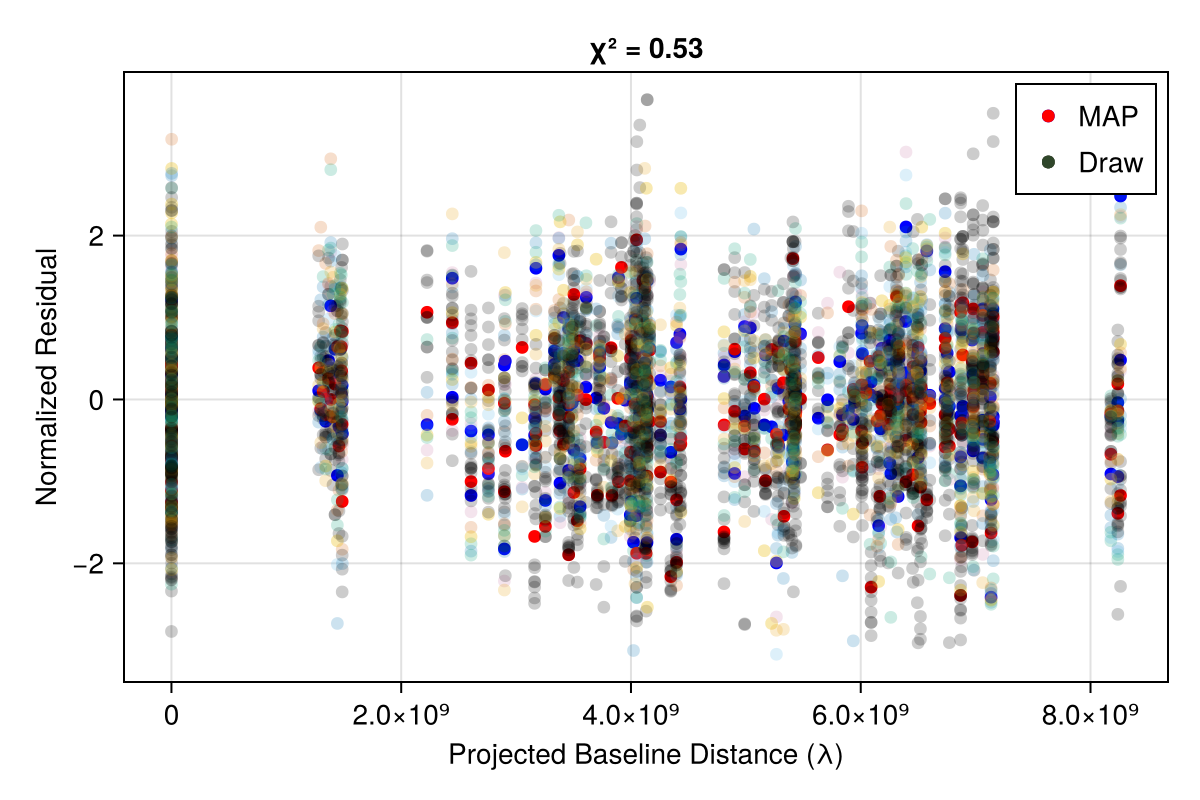 χ² = 0.53
MAP
Draw
Normalized Residual
2
0
−2
0
2.0×10⁹
4.0×10⁹
6.0×10⁹
8.0×10⁹
Projected Baseline Distance (λ)